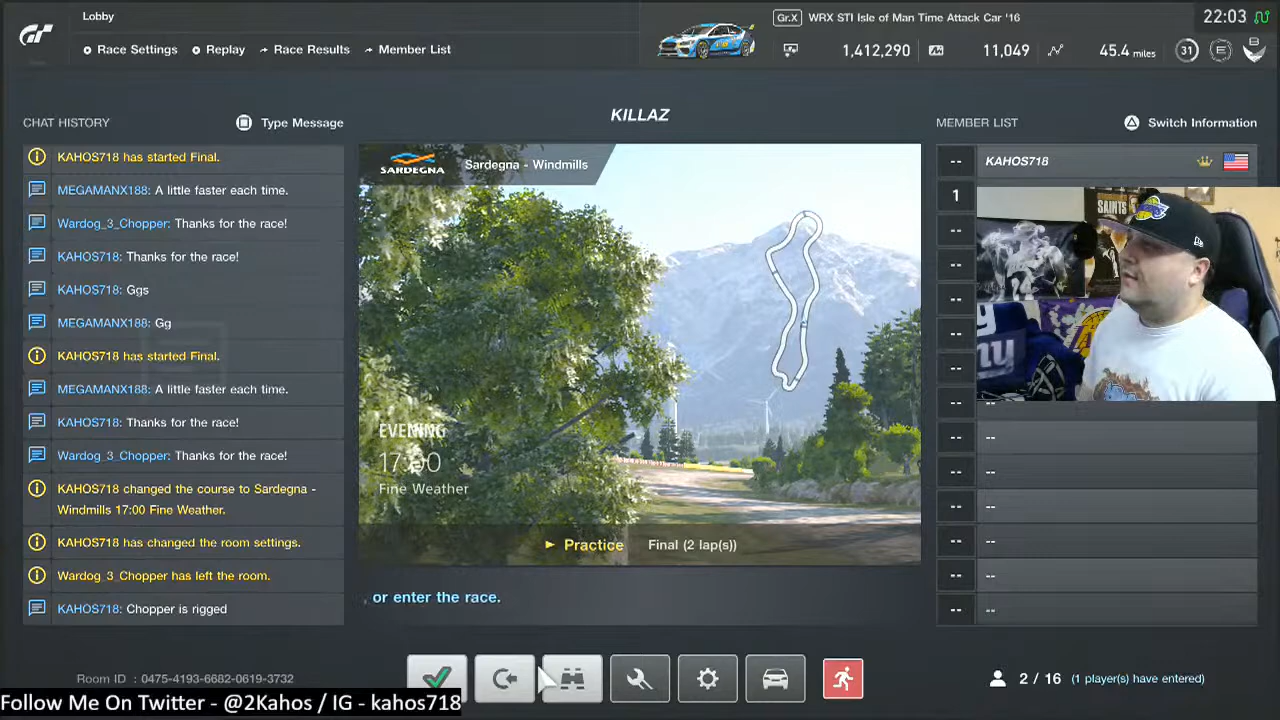 Lobby
Gr.X WRX STI Isle of Man Time Attack Car '16
22:03
Race Settings Replay Race Results Member List
1,412,290 11,049 45.4 miles 31 E B
CHAT HISTORY Type Message
KILLAZ
MEMBER LIST Switch Information
KAHOS718 has started Final.
MEGAMANX188: A little faster each time.
Wardog_3_Chopper: Thanks for the race!
KAHOS718: Thanks for the race!
KAHOS718: Ggs
MEGAMANX188: Gg
KAHOS718 has started Final.
MEGAMANX188: A little faster each time.
KAHOS718: Thanks for the race!
Wardog_3_Chopper: Thanks for the race!
KAHOS718 changed the course to Sardegna -
Windmills 17:00 Fine Weather.
KAHOS718 has changed the room settings.
Wardog_3_Chopper has left the room.
KAHOS718: Chopper is rigged
SARDEGNA Sardegna - Windmills
EVENING
17:00
Fine Weather
Practice Final (2 lap(s))
, or enter the race.
-- KAHOS718
1
--
--
--
--
--
-- --
-- --
-- --
-- --
-- --
-- --
-- --
SAINTS
Room ID : 0475-4193-6682-0619-3732
2 / 16 (1 player(s) have entered)
Follow Me On Twitter - @2Kahos / IG - kahos718